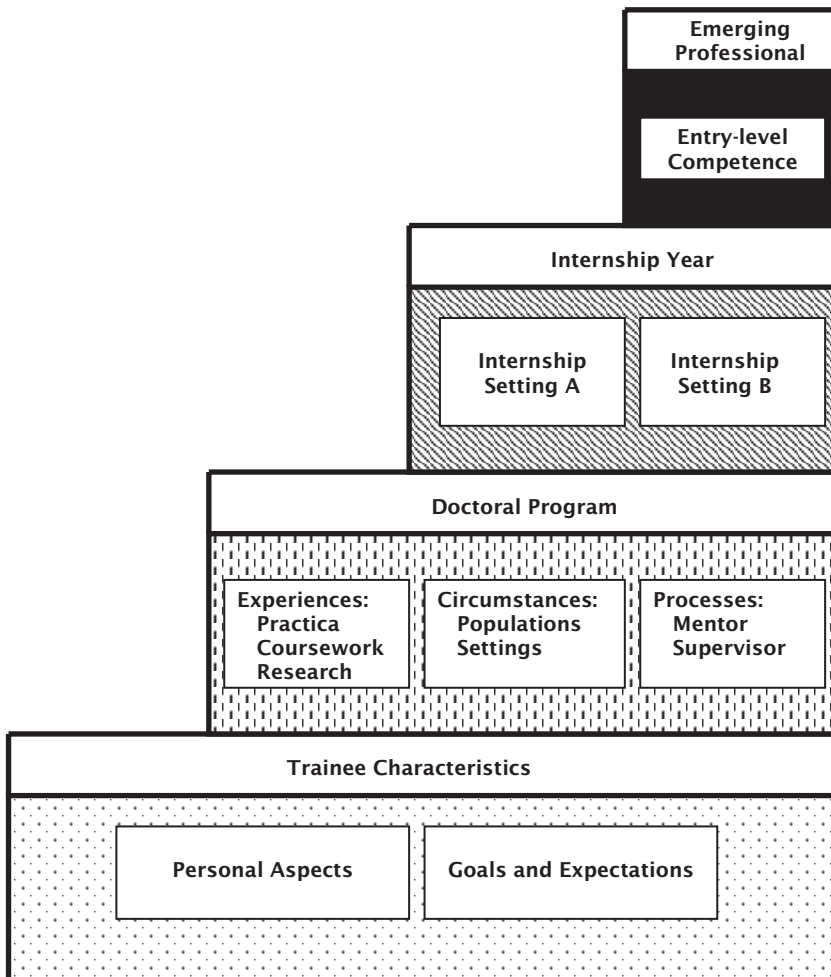 Emerging
Professional
Entry-level
Competence
Internship Year
Internship
Setting A
Internship
Setting B
Doctoral Program
Experiences:
Practica
Coursework
Research
Circumstances:
Populations
Settings
Processes:
Mentor
Supervisor
Trainee Characteristics
Personal Aspects
Goals and Expectations